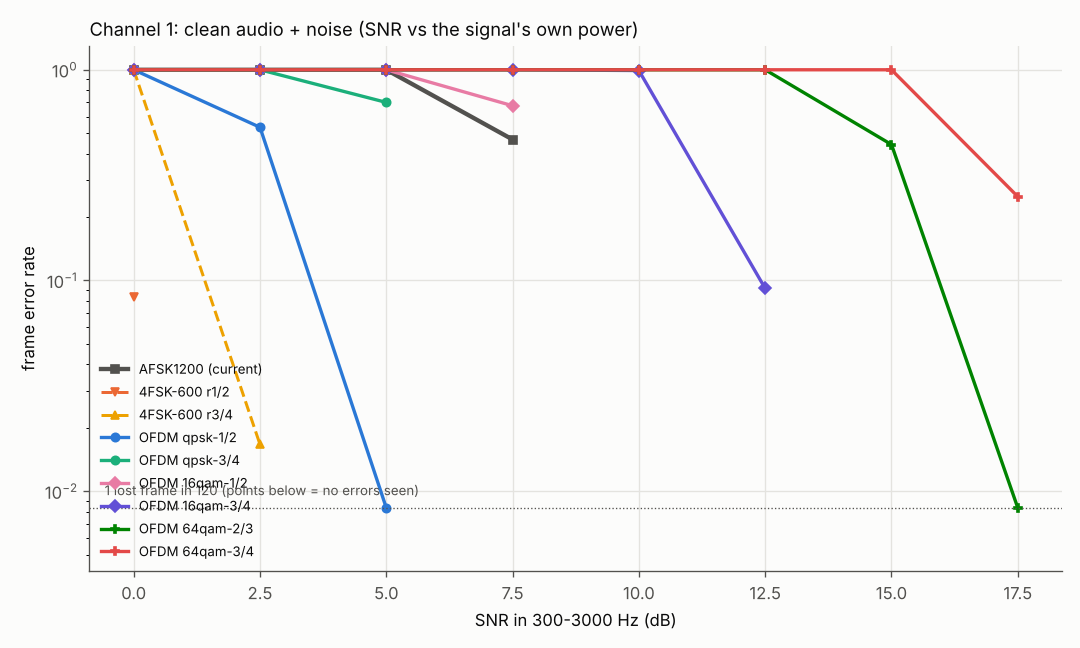 Channel 1: clean audio + noise (SNR vs the signal's own power)
10⁰
10⁻¹
10⁻²
frame error rate
AFSK1200 (current)
4FSK-600 r1/2
4FSK-600 r3/4
OFDM qpsk-1/2
OFDM qpsk-3/4
OFDM 16qam-1/2
1 lost frame in 120 (points below = no errors seen)
OFDM 16qam-3/4
OFDM 64qam-2/3
OFDM 64qam-3/4
0.0 2.5 5.0 7.5 10.0 12.5 15.0 17.5
SNR in 300-3000 Hz (dB)